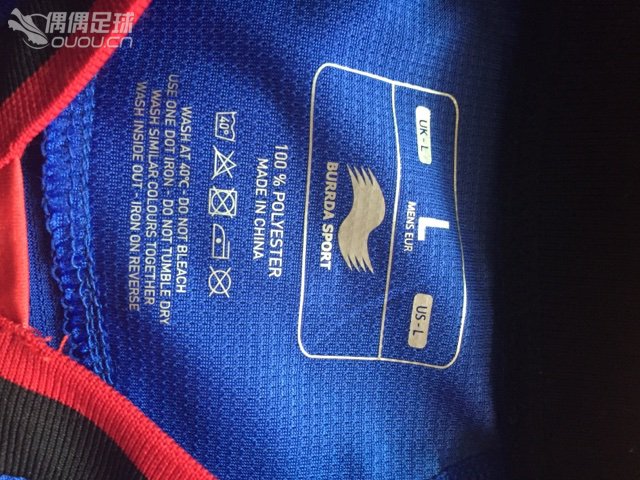 偶偶足球
OUOU.CN
UK - L
L
MENS EUR
US - L
BURRDA SPORT
100 % POLYESTER
MADE IN CHINA
40°
WASH AT 40°C - DO NOT BLEACH
USE ONE DOT IRON - DO NOT TUMBLE DRY
WASH SIMILAR COLOURS TOGETHER
WASH INSIDE OUT - IRON ON REVERSE